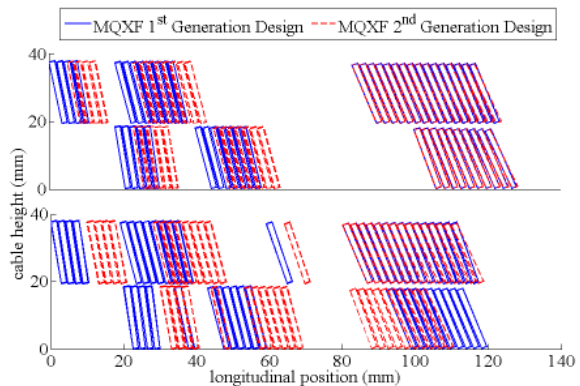 MQXF 1st Generation Design MQXF 2nd Generation Design
40
20
0
40
20
0
cable height (mm)
0 20 40 60 80 100 120 140
longitudinal position (mm)